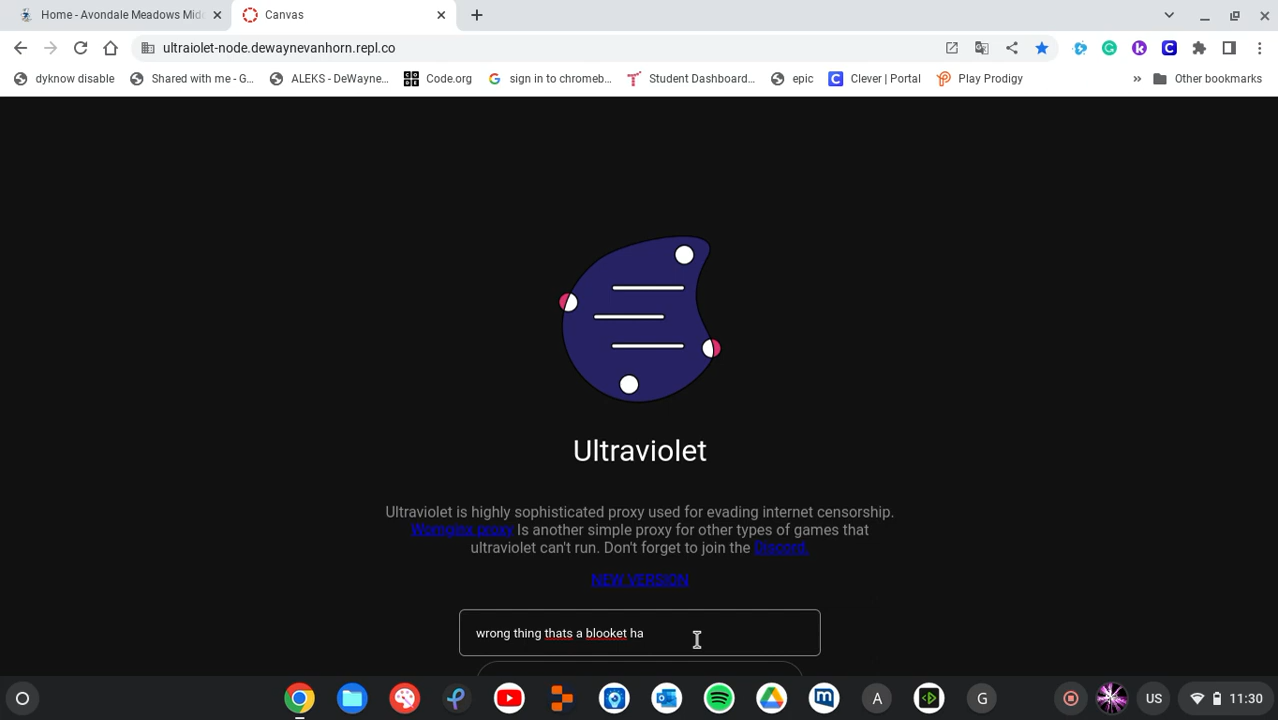 Home - Avondale Meadows Mid
Canvas
ultraiolet-node.dewaynevanhorn.repl.co
dyknow disable
Shared with me - G...
ALEKS - DeWayne...
Code.org
sign in to chromeb...
Student Dashboard...
epic
Clever | Portal
Play Prodigy
»
Other bookmarks
Ultraviolet
Ultraviolet is highly sophisticated proxy used for evading internet censorship.
Womginx proxy Is another simple proxy for other types of games that
ultraviolet can't run. Don't forget to join the Discord.
NEW VERSION
wrong thing thats a blooket ha
A
G
US
11:30